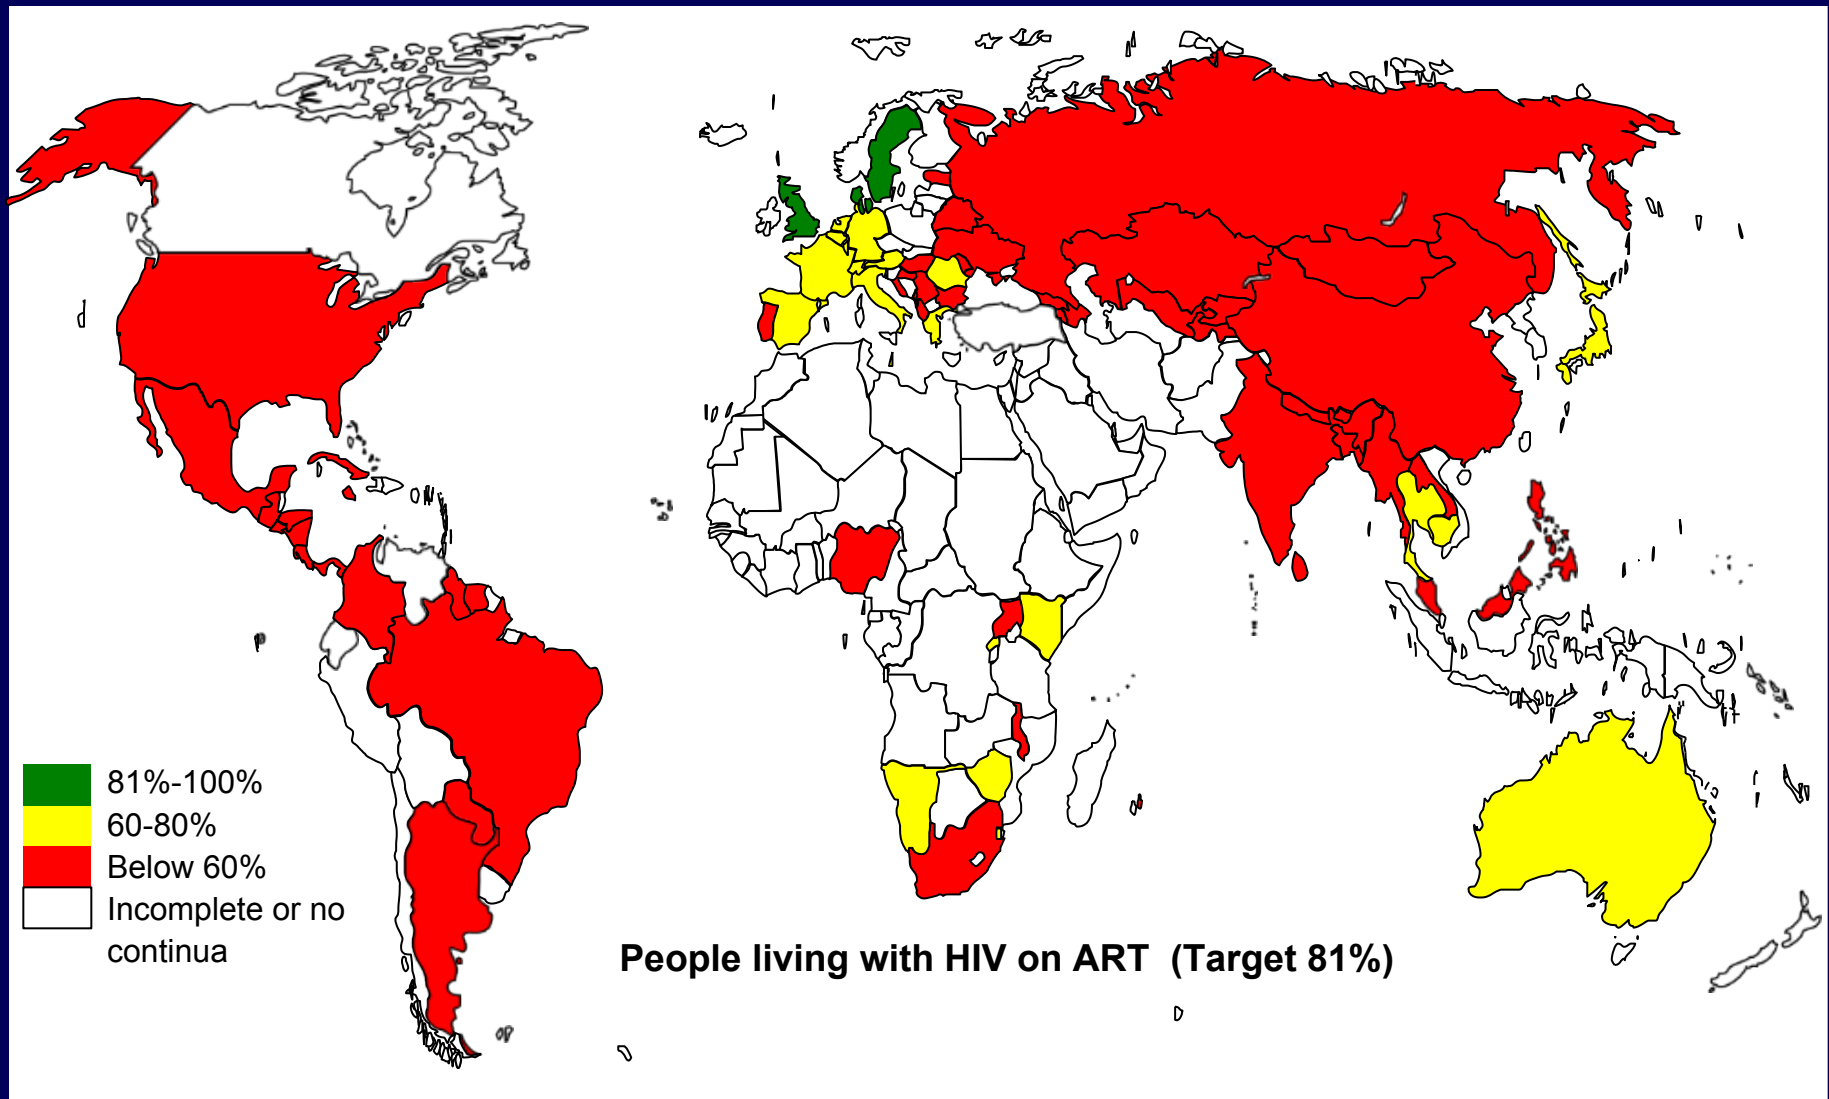 81%-100%
60-80%
Below 60%
Incomplete or no
continua
People living with HIV on ART (Target 81%)